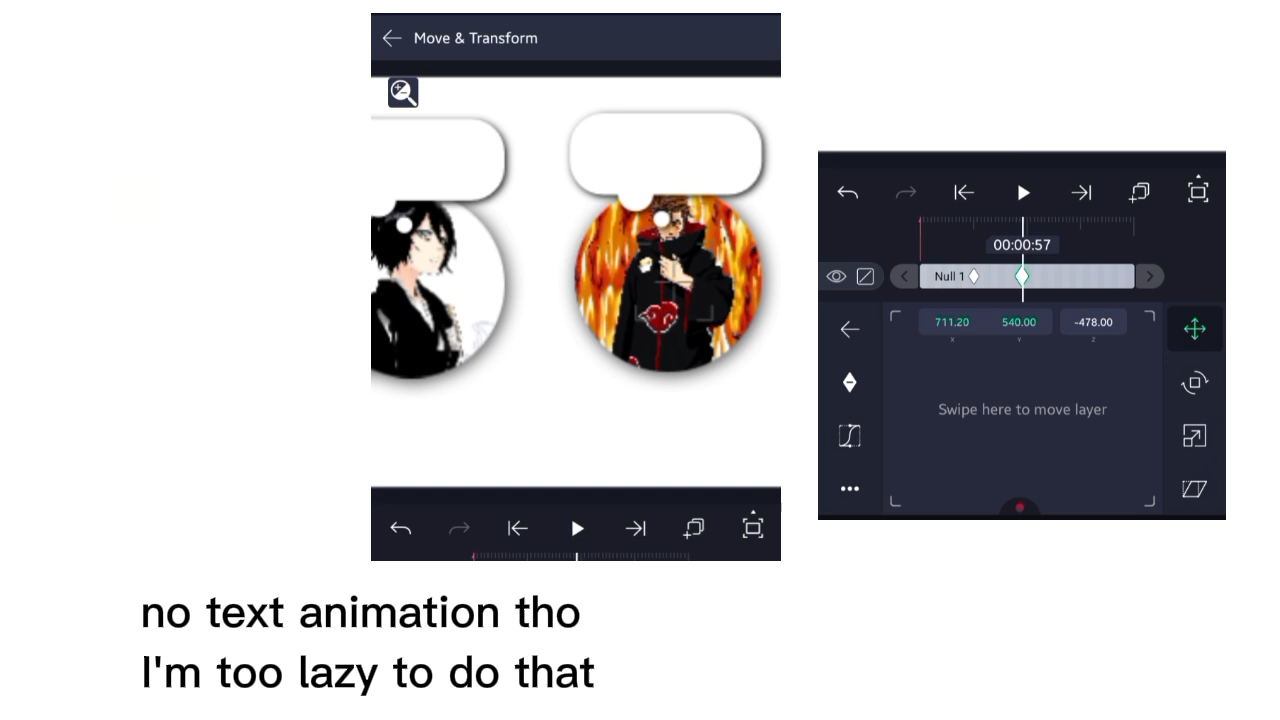 Move & Transform
00:00:57
Null 1
711.20 540.00 -478.00
X Y Z
Swipe here to move layer
no text animation tho
I'm too lazy to do that